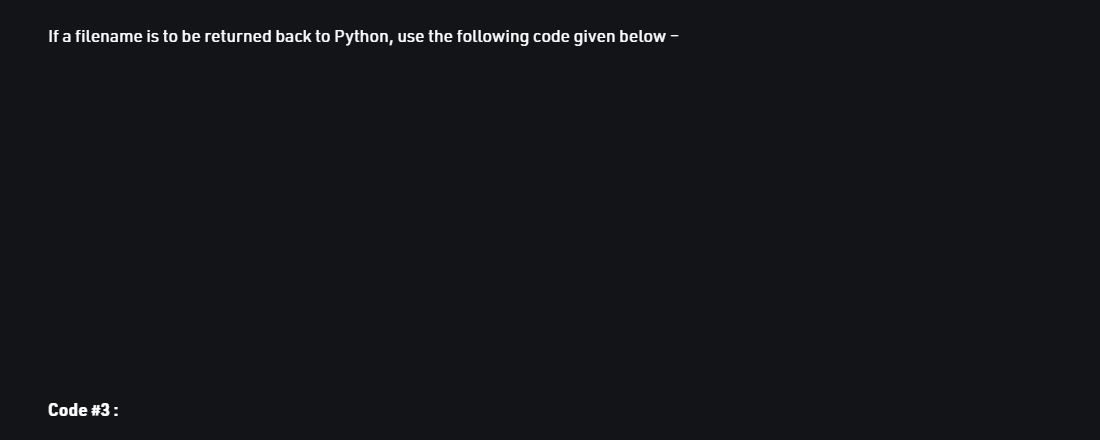 If a filename is to be returned back to Python, use the following code given below –
Code #3 :